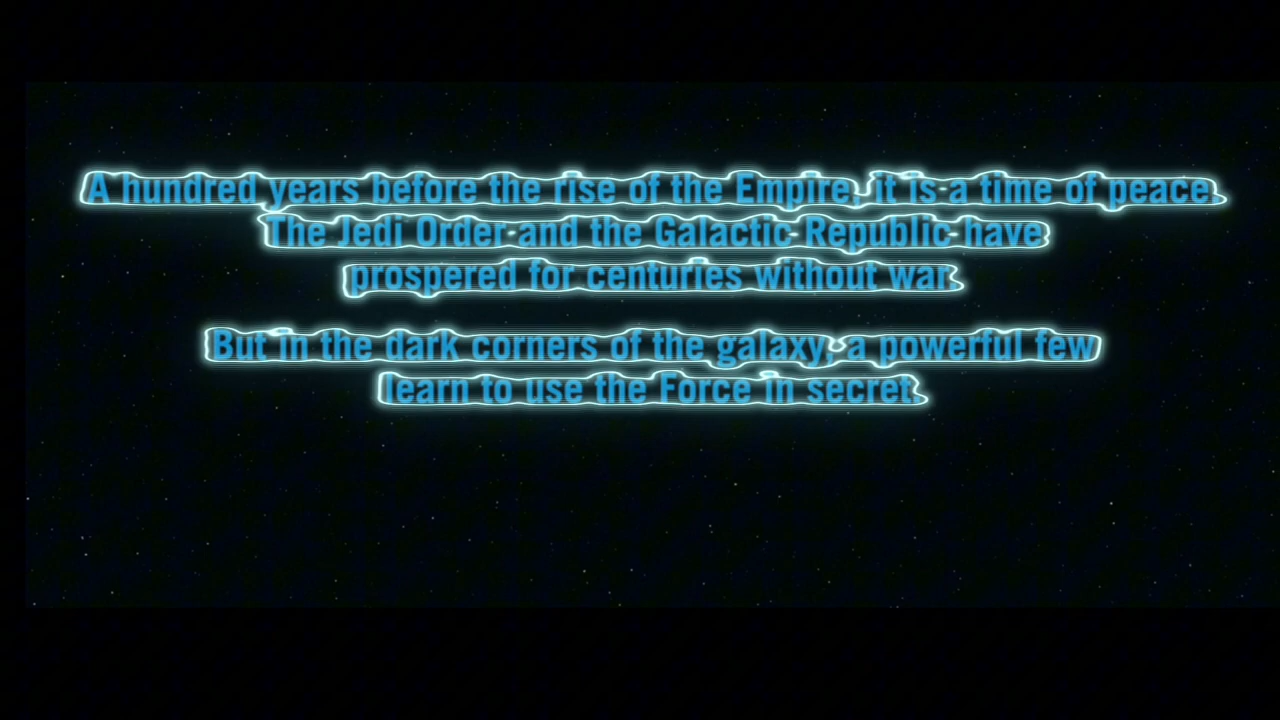 A hundred years before the rise of the Empire, it is a time of peace.
The Jedi Order and the Galactic Republic have
prospered for centuries without war.
But in the dark corners of the galaxy, a powerful few
learn to use the Force in secret.